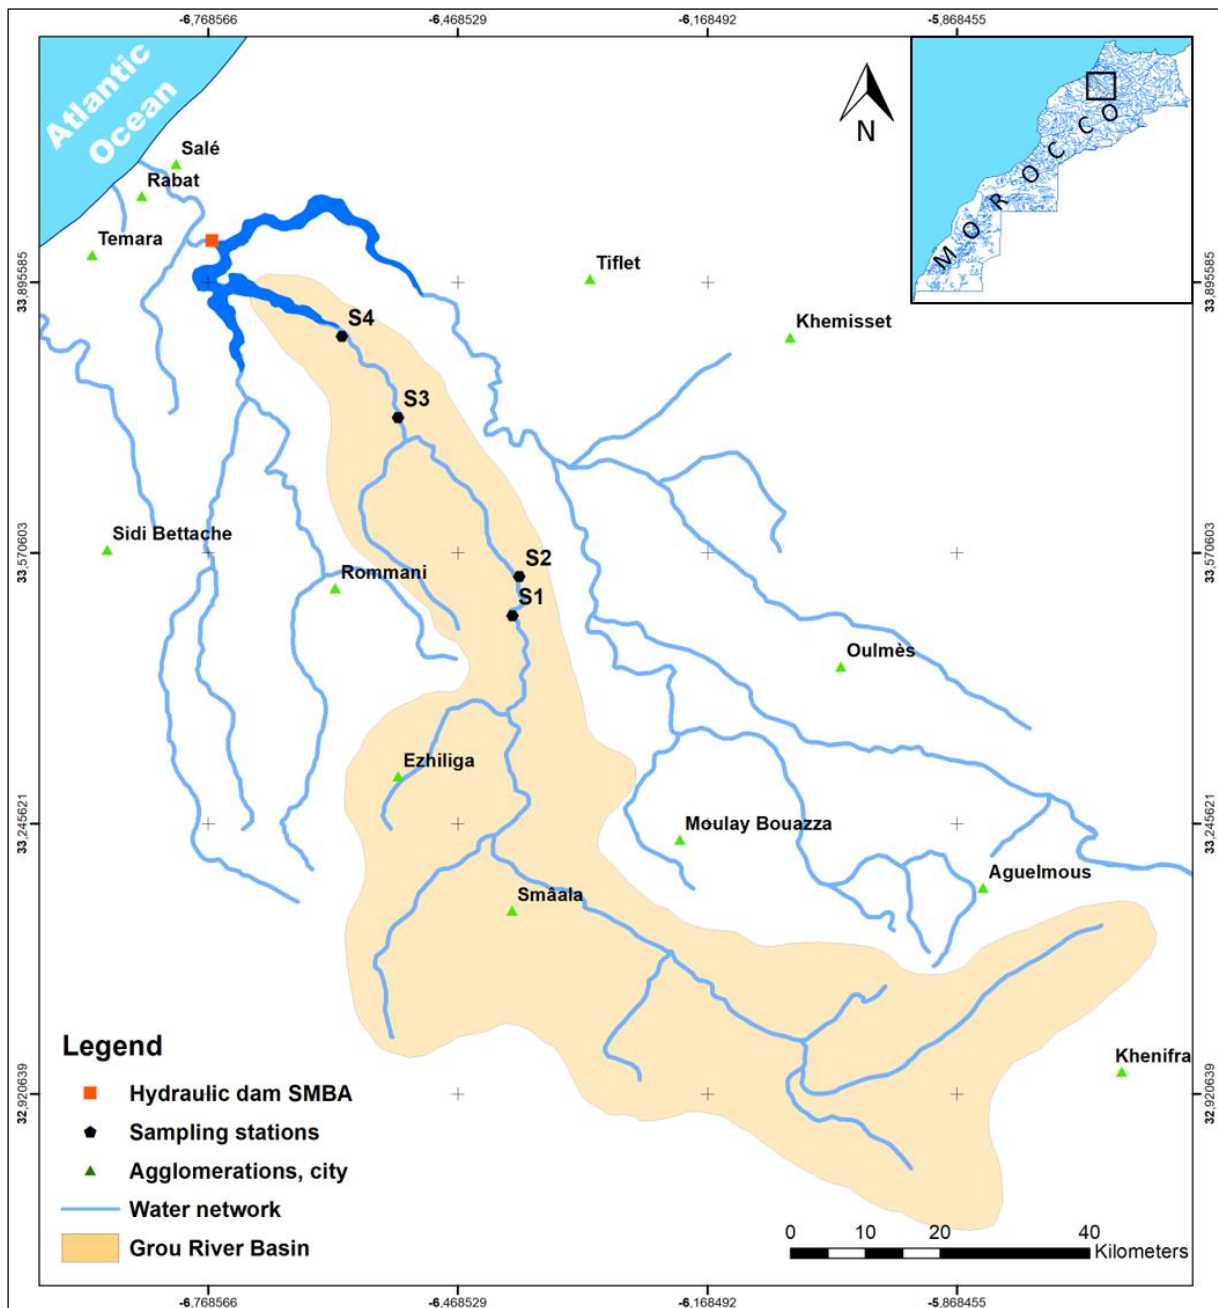 -6,768566
-6,468529
-6,168492
-5,868455
Atlantic
Ocean
MOROCCO
N
Salé
Rabat
Temara
Tiflet
33,895585
33,895585
Khemisset
S4
S3
Sidi Bettache
33,570603
33,570603
S2
Rommani
S1
Oulmès
Ezhiliga
33,245621
33,245621
Moulay Bouazza
Aguelmous
Smâala
Legend
Khenifra
32,920639
32,920639
Hydraulic dam SMBA
Sampling stations
Agglomerations, city
Water network
Grou River Basin
0 10 20 40
Kilometers
-6,768566
-6,468529
-6,168492
-5,868455